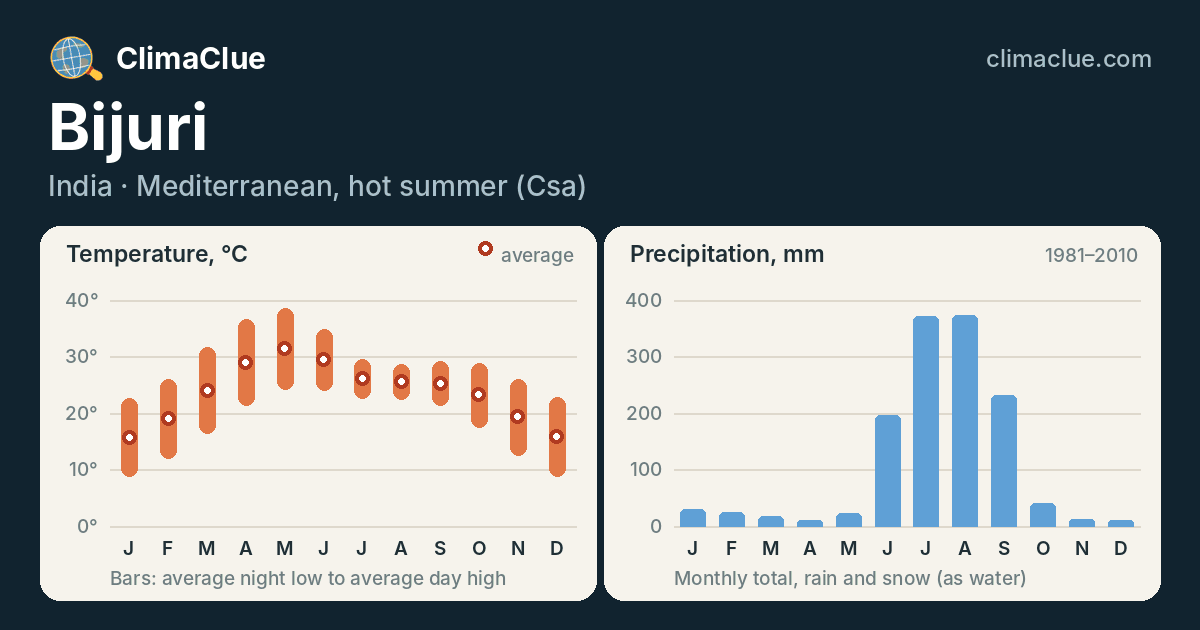 ClimaClue
climaclue.com
Bijuri
India · Mediterranean, hot summer (Csa)
Temperature, °C
average
40°
30°
20°
10°
0°
J F M A M J J A S O N D
Bars: average night low to average day high
Precipitation, mm
1981–2010
400
300
200
100
0
J F M A M J J A S O N D
Monthly total, rain and snow (as water)